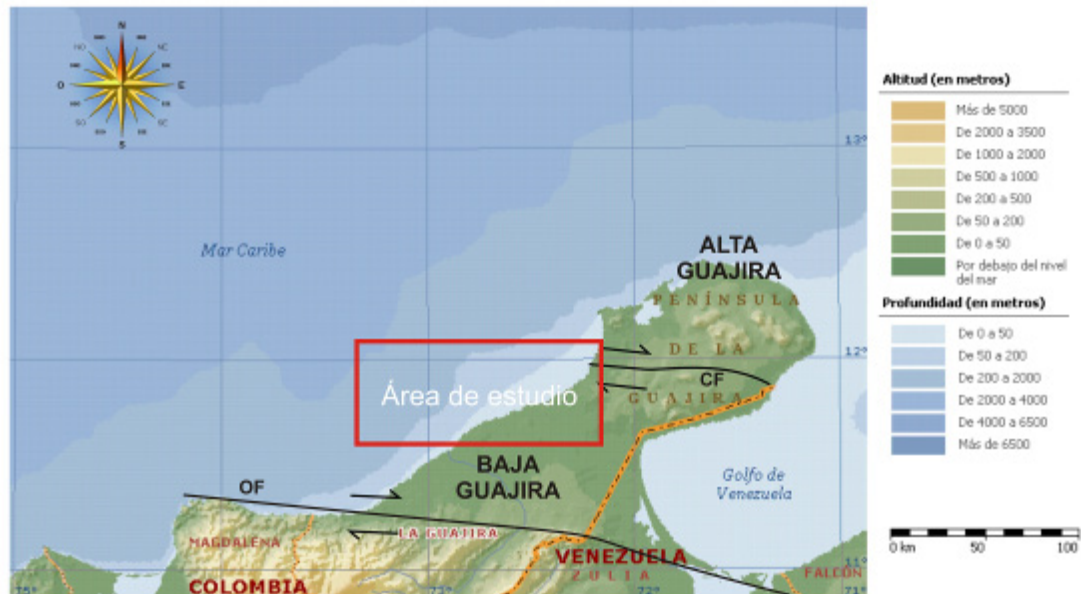 N
O
E
S
Mar Caribe
ALTA
GUAJIRA
PENÍNSULA
DE LA
GUAJIRA
CF
Área de estudio
BAJA
GUAJIRA
OF
Golfo de
Venezuela
MAGDALENA
LA GUAJIRA
COLOMBIA
VENEZUELA
ZULIA
FALCÓN
13°
12°
11°
73°
72°
71°
Altitud (en metros)
Más de 5000
De 2000 a 3500
De 1000 a 2000
De 500 a 1000
De 200 a 500
De 50 a 200
De 0 a 50
Por debajo del nivel
del mar
Profundidad (en metros)
De 0 a 50
De 50 a 200
De 200 a 2000
De 2000 a 4000
De 4000 a 6500
Más de 6500
0 km 50 100